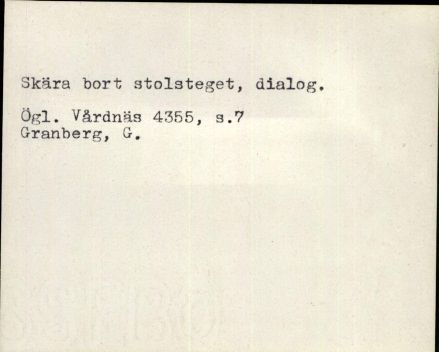 Skära bort stolsteget, dialog.
Ögl. Vårdnäs 4355, s.7
Granberg, G.